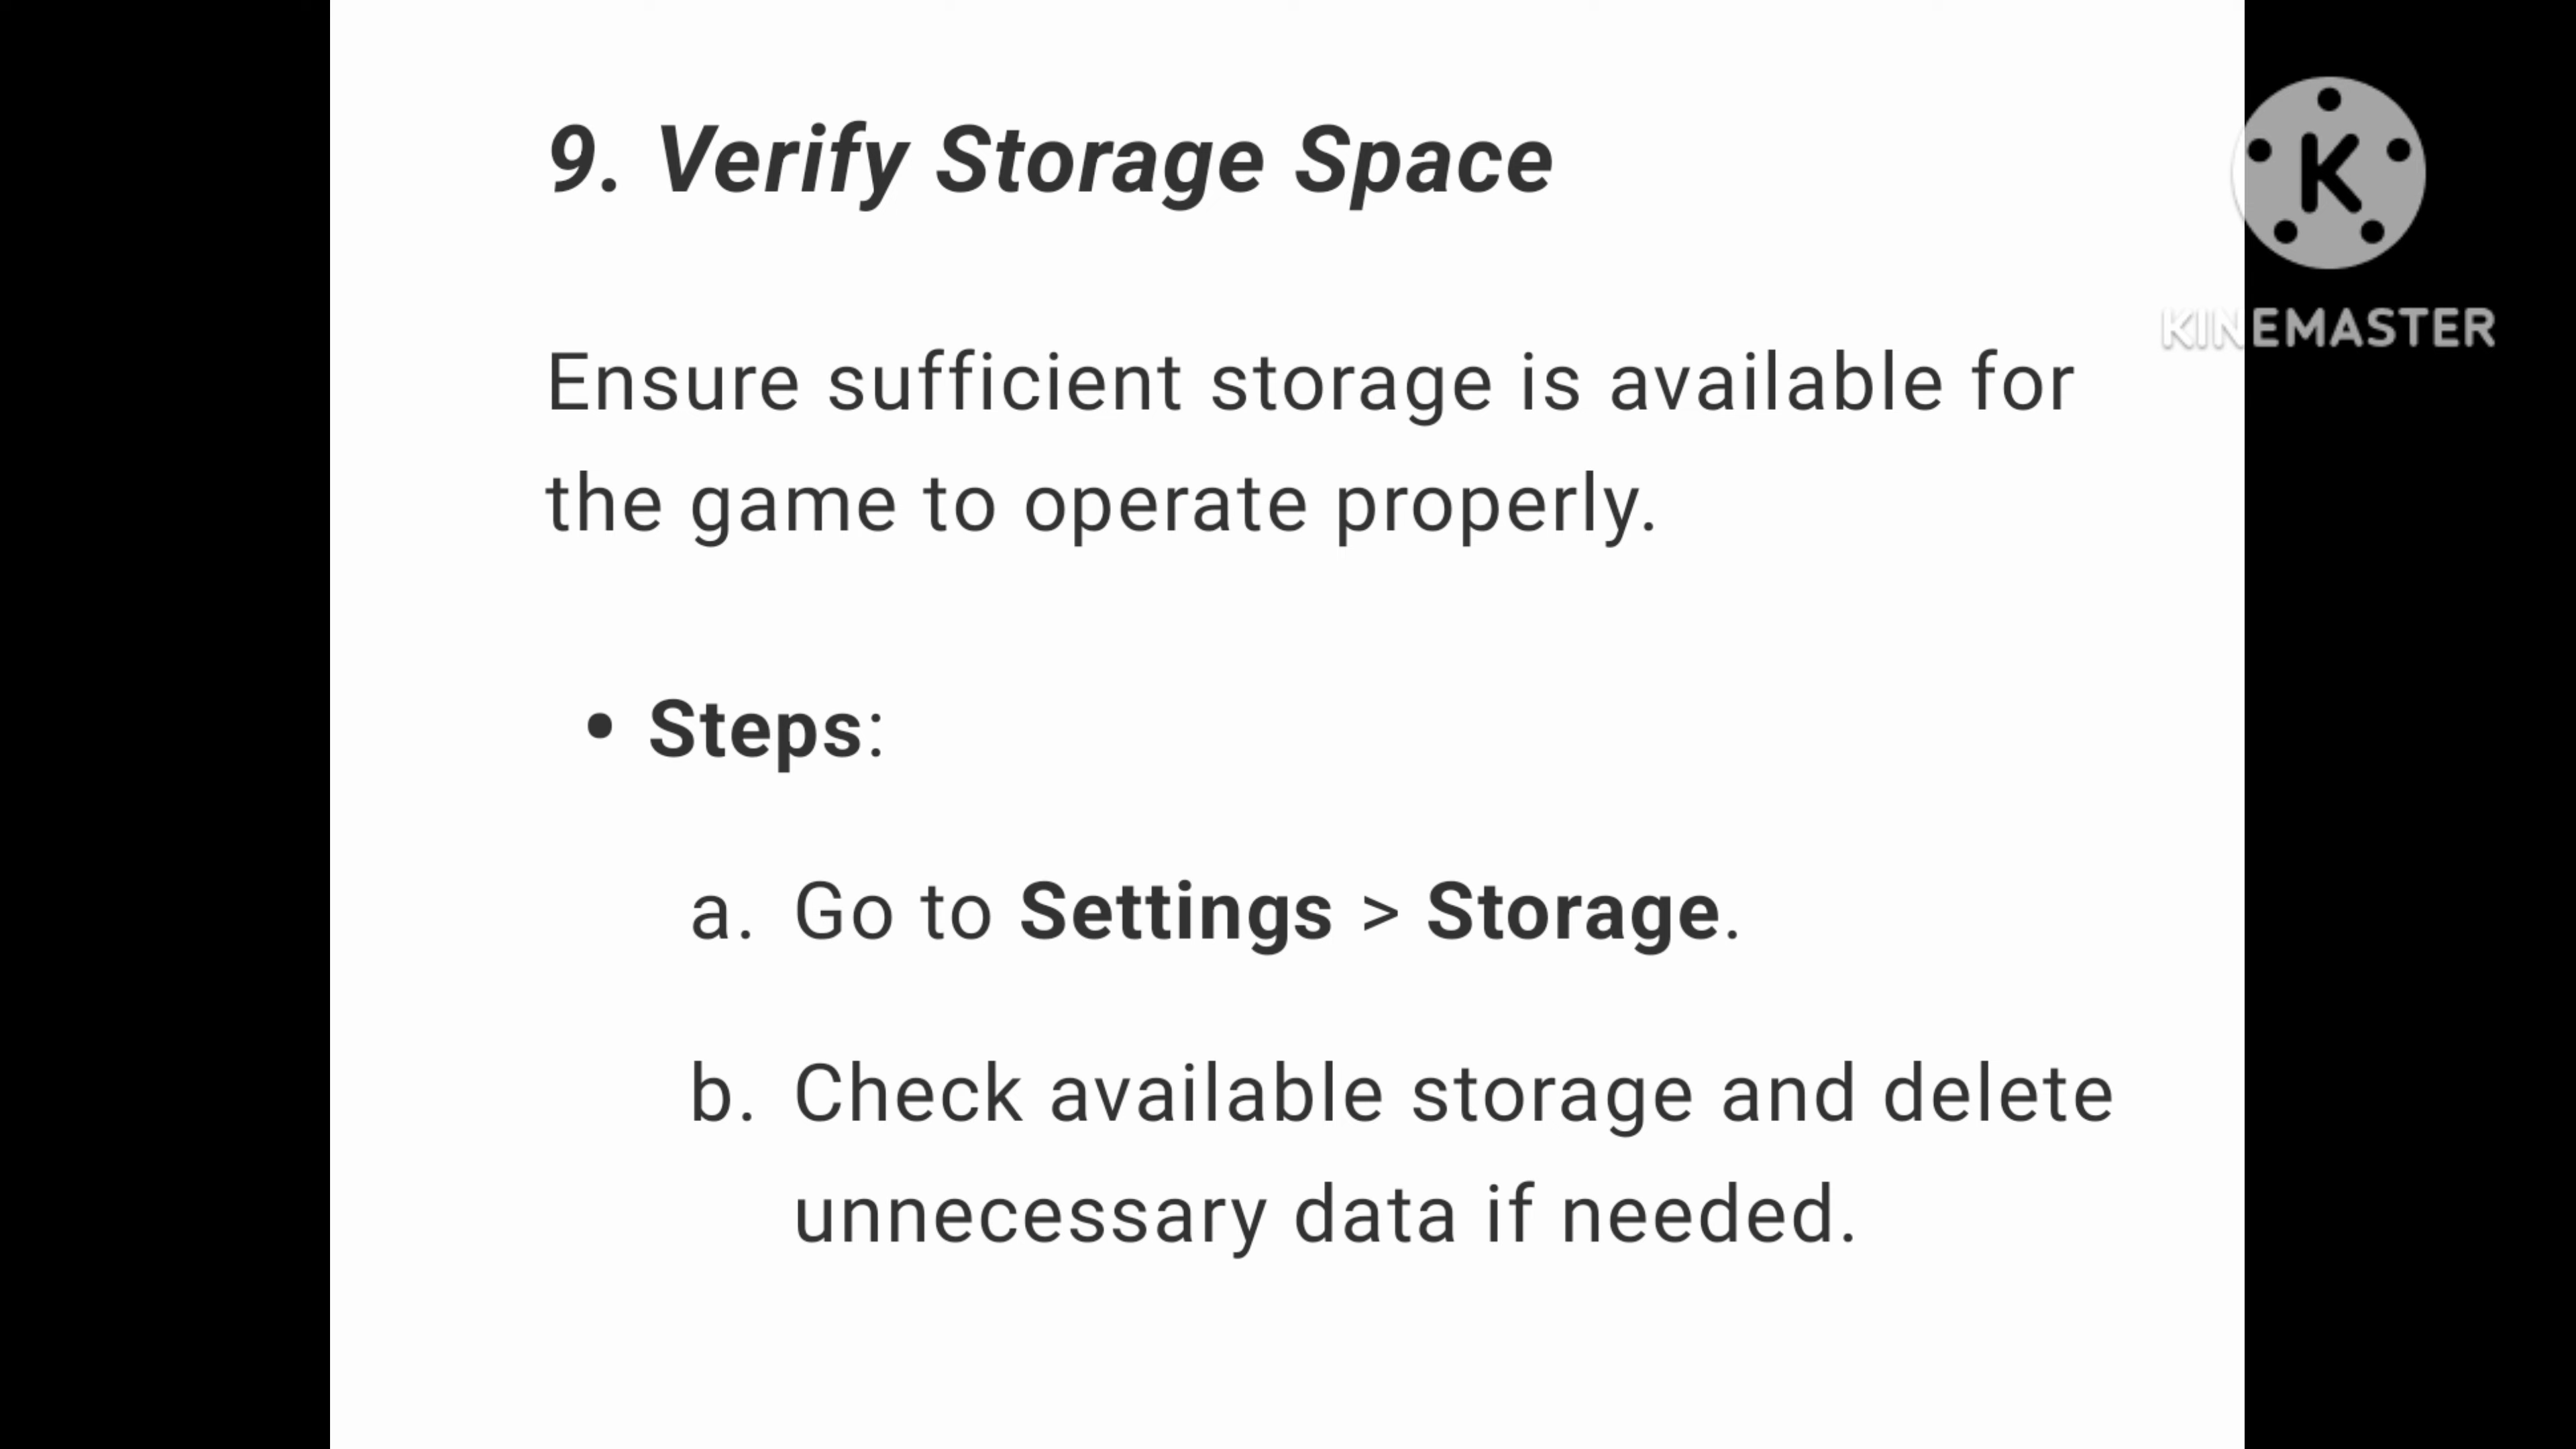 9. Verify Storage Space
K
KINEMASTER
Ensure sufficient storage is available for
the game to operate properly.
• Steps:
a. Go to Settings > Storage.
b. Check available storage and delete
unnecessary data if needed.